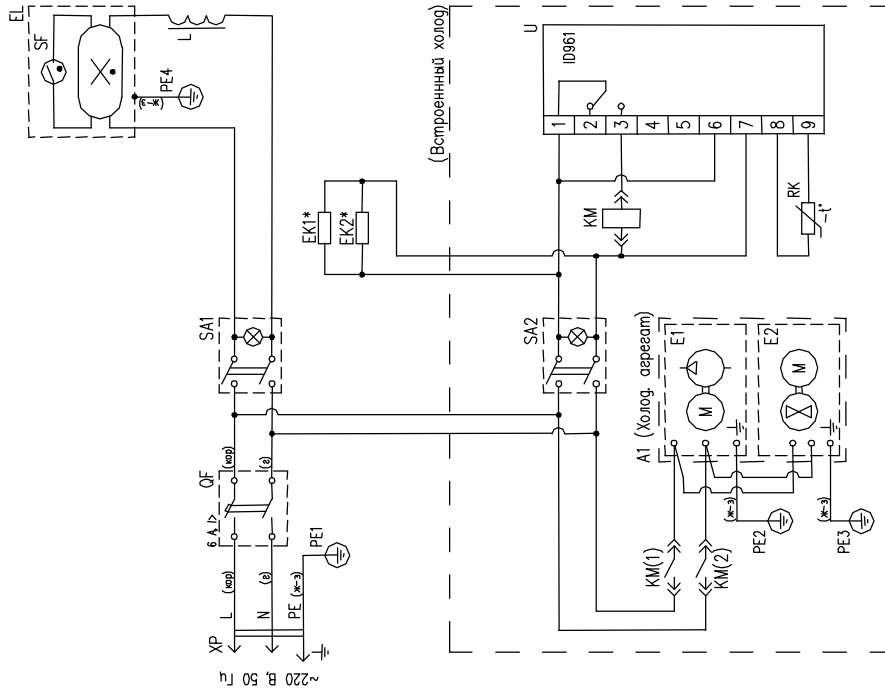 EL
SF
L
PE4
(ж-з)
(Встроеннный холод)
U
ID961
1
2
3
4
5
6
7
8
9
EK1*
EK2*
KM
RK
-t°
SA1
SA2
A1 (Холод. агрегат)
E1
M
E2
M
QF
6 А, I>
(кор)
(г)
(кор)
(г)
L
N
PE
(ж-з)
PE1
XP
~220 В, 50 Гц
KM(1)
KM(2)
(ж-з)
PE2
(ж-з)
PE3